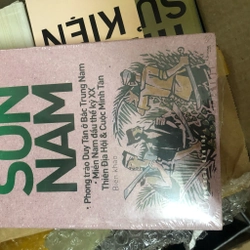 SỰ KIỆN
SƠN
NAM
• Phong trào Duy Tân ở Bắc Trung Nam
• Miền Nam đầu thế kỷ XX
Thiên Địa Hội & Cuộc Minh Tân
Biên khảo